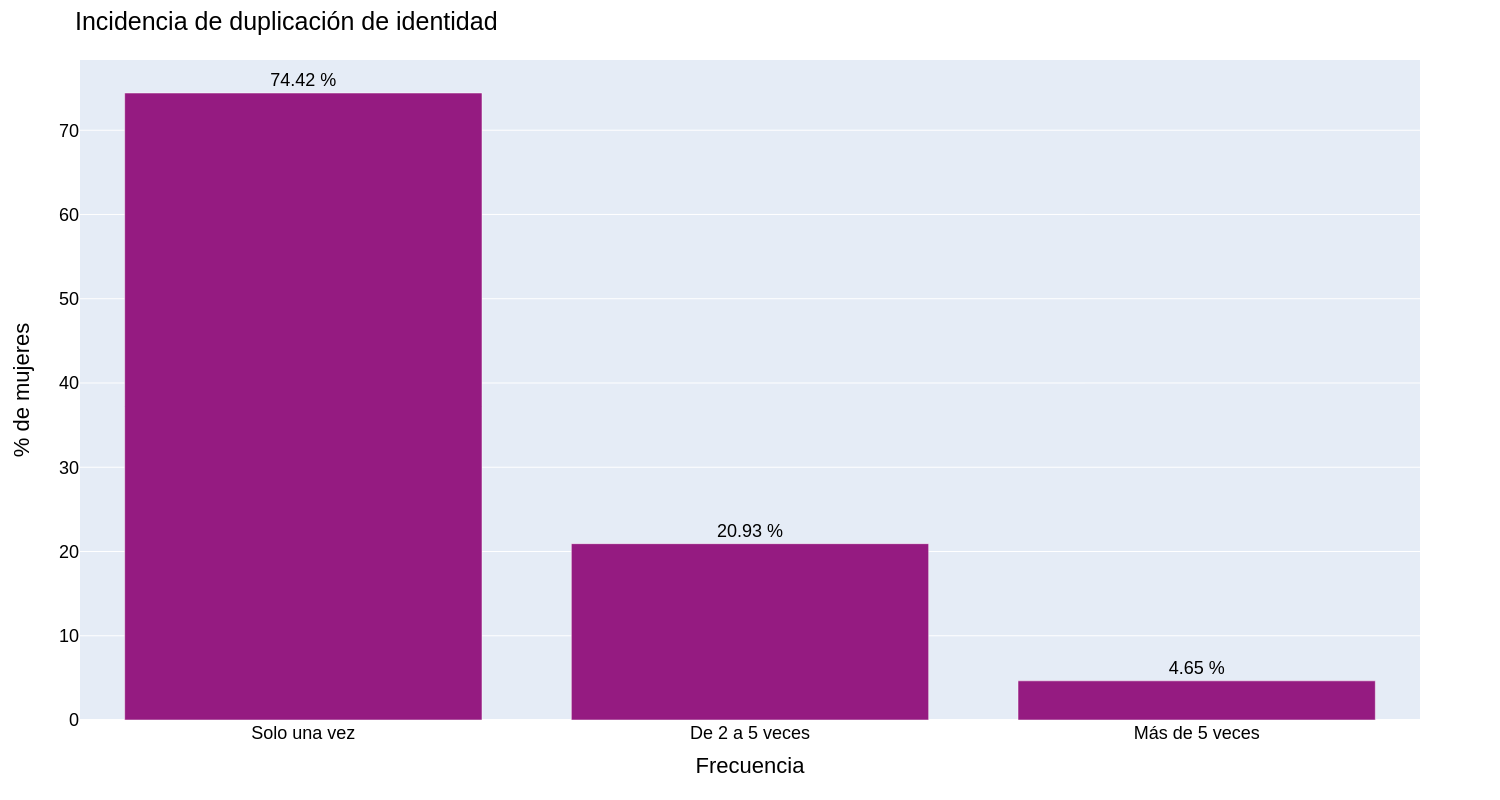 Incidencia de duplicación de identidad
74.42 %
70
60
50
40
30
20
10
0
% de mujeres
20.93 %
4.65 %
Solo una vez
De 2 a 5 veces
Más de 5 veces
Frecuencia